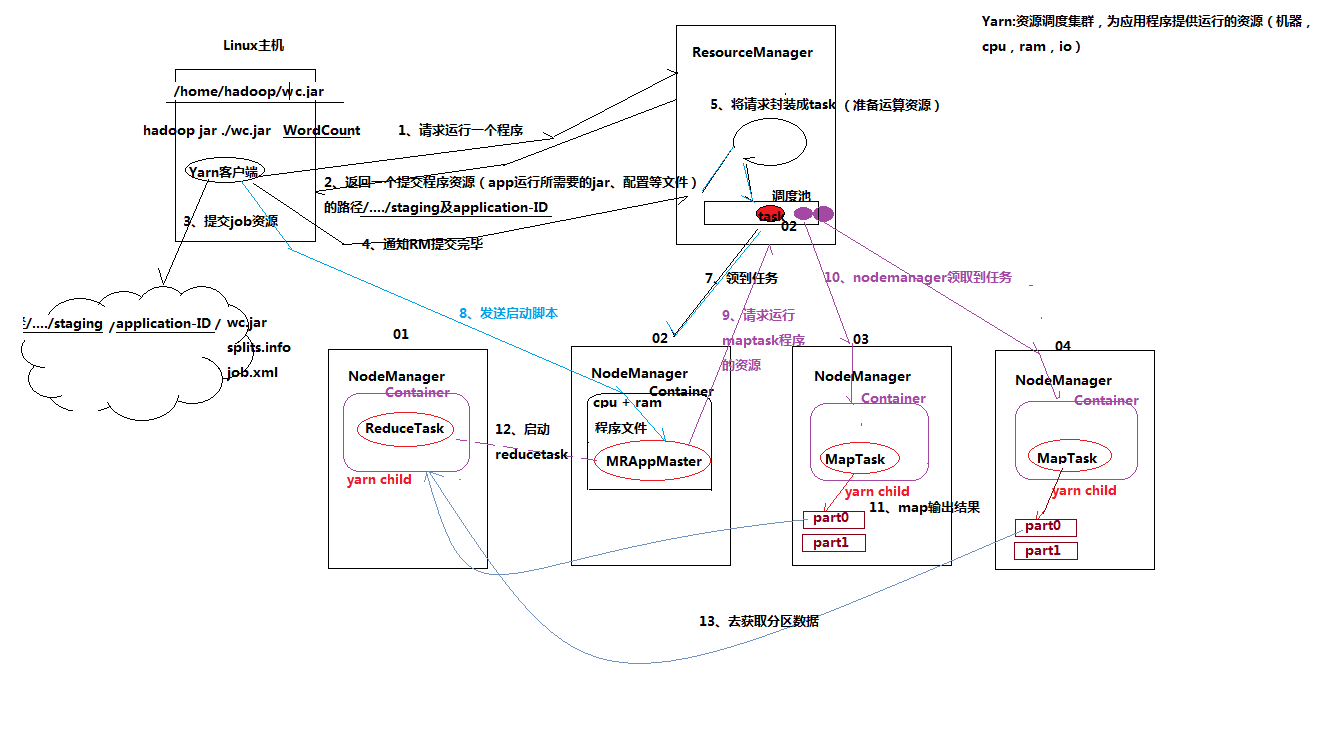 Yarn:资源调度集群，为应用程序提供运行的资源（机器，
cpu，ram，io）
Linux主机
/home/hadoop/wc.jar
hadoop jar ./wc.jar WordCount
Yarn客户端
1、请求运行一个程序
2、返回一个提交程序资源（app运行所需要的jar、配置等文件）
的路径/..../staging及application-ID
3、提交job资源
4、通知RM提交完毕
ResourceManager
5、将请求封装成task （准备运算资源）
调度池
task
02
7、领到任务
8、发送启动脚本
9、请求运行
maptask程序
的资源
10、nodemanager领取到任务
/..../staging /application-ID / wc.jar
splits.info
job.xml
01
NodeManager
Container
ReduceTask
yarn child
12、启动
reducetask
02
NodeManager
Container
cpu + ram
程序文件
MRAppMaster
03
NodeManager
Container
MapTask
yarn child
11、map输出结果
part0
part1
04
NodeManager
Container
MapTask
yarn child
part0
part1
13、去获取分区数据